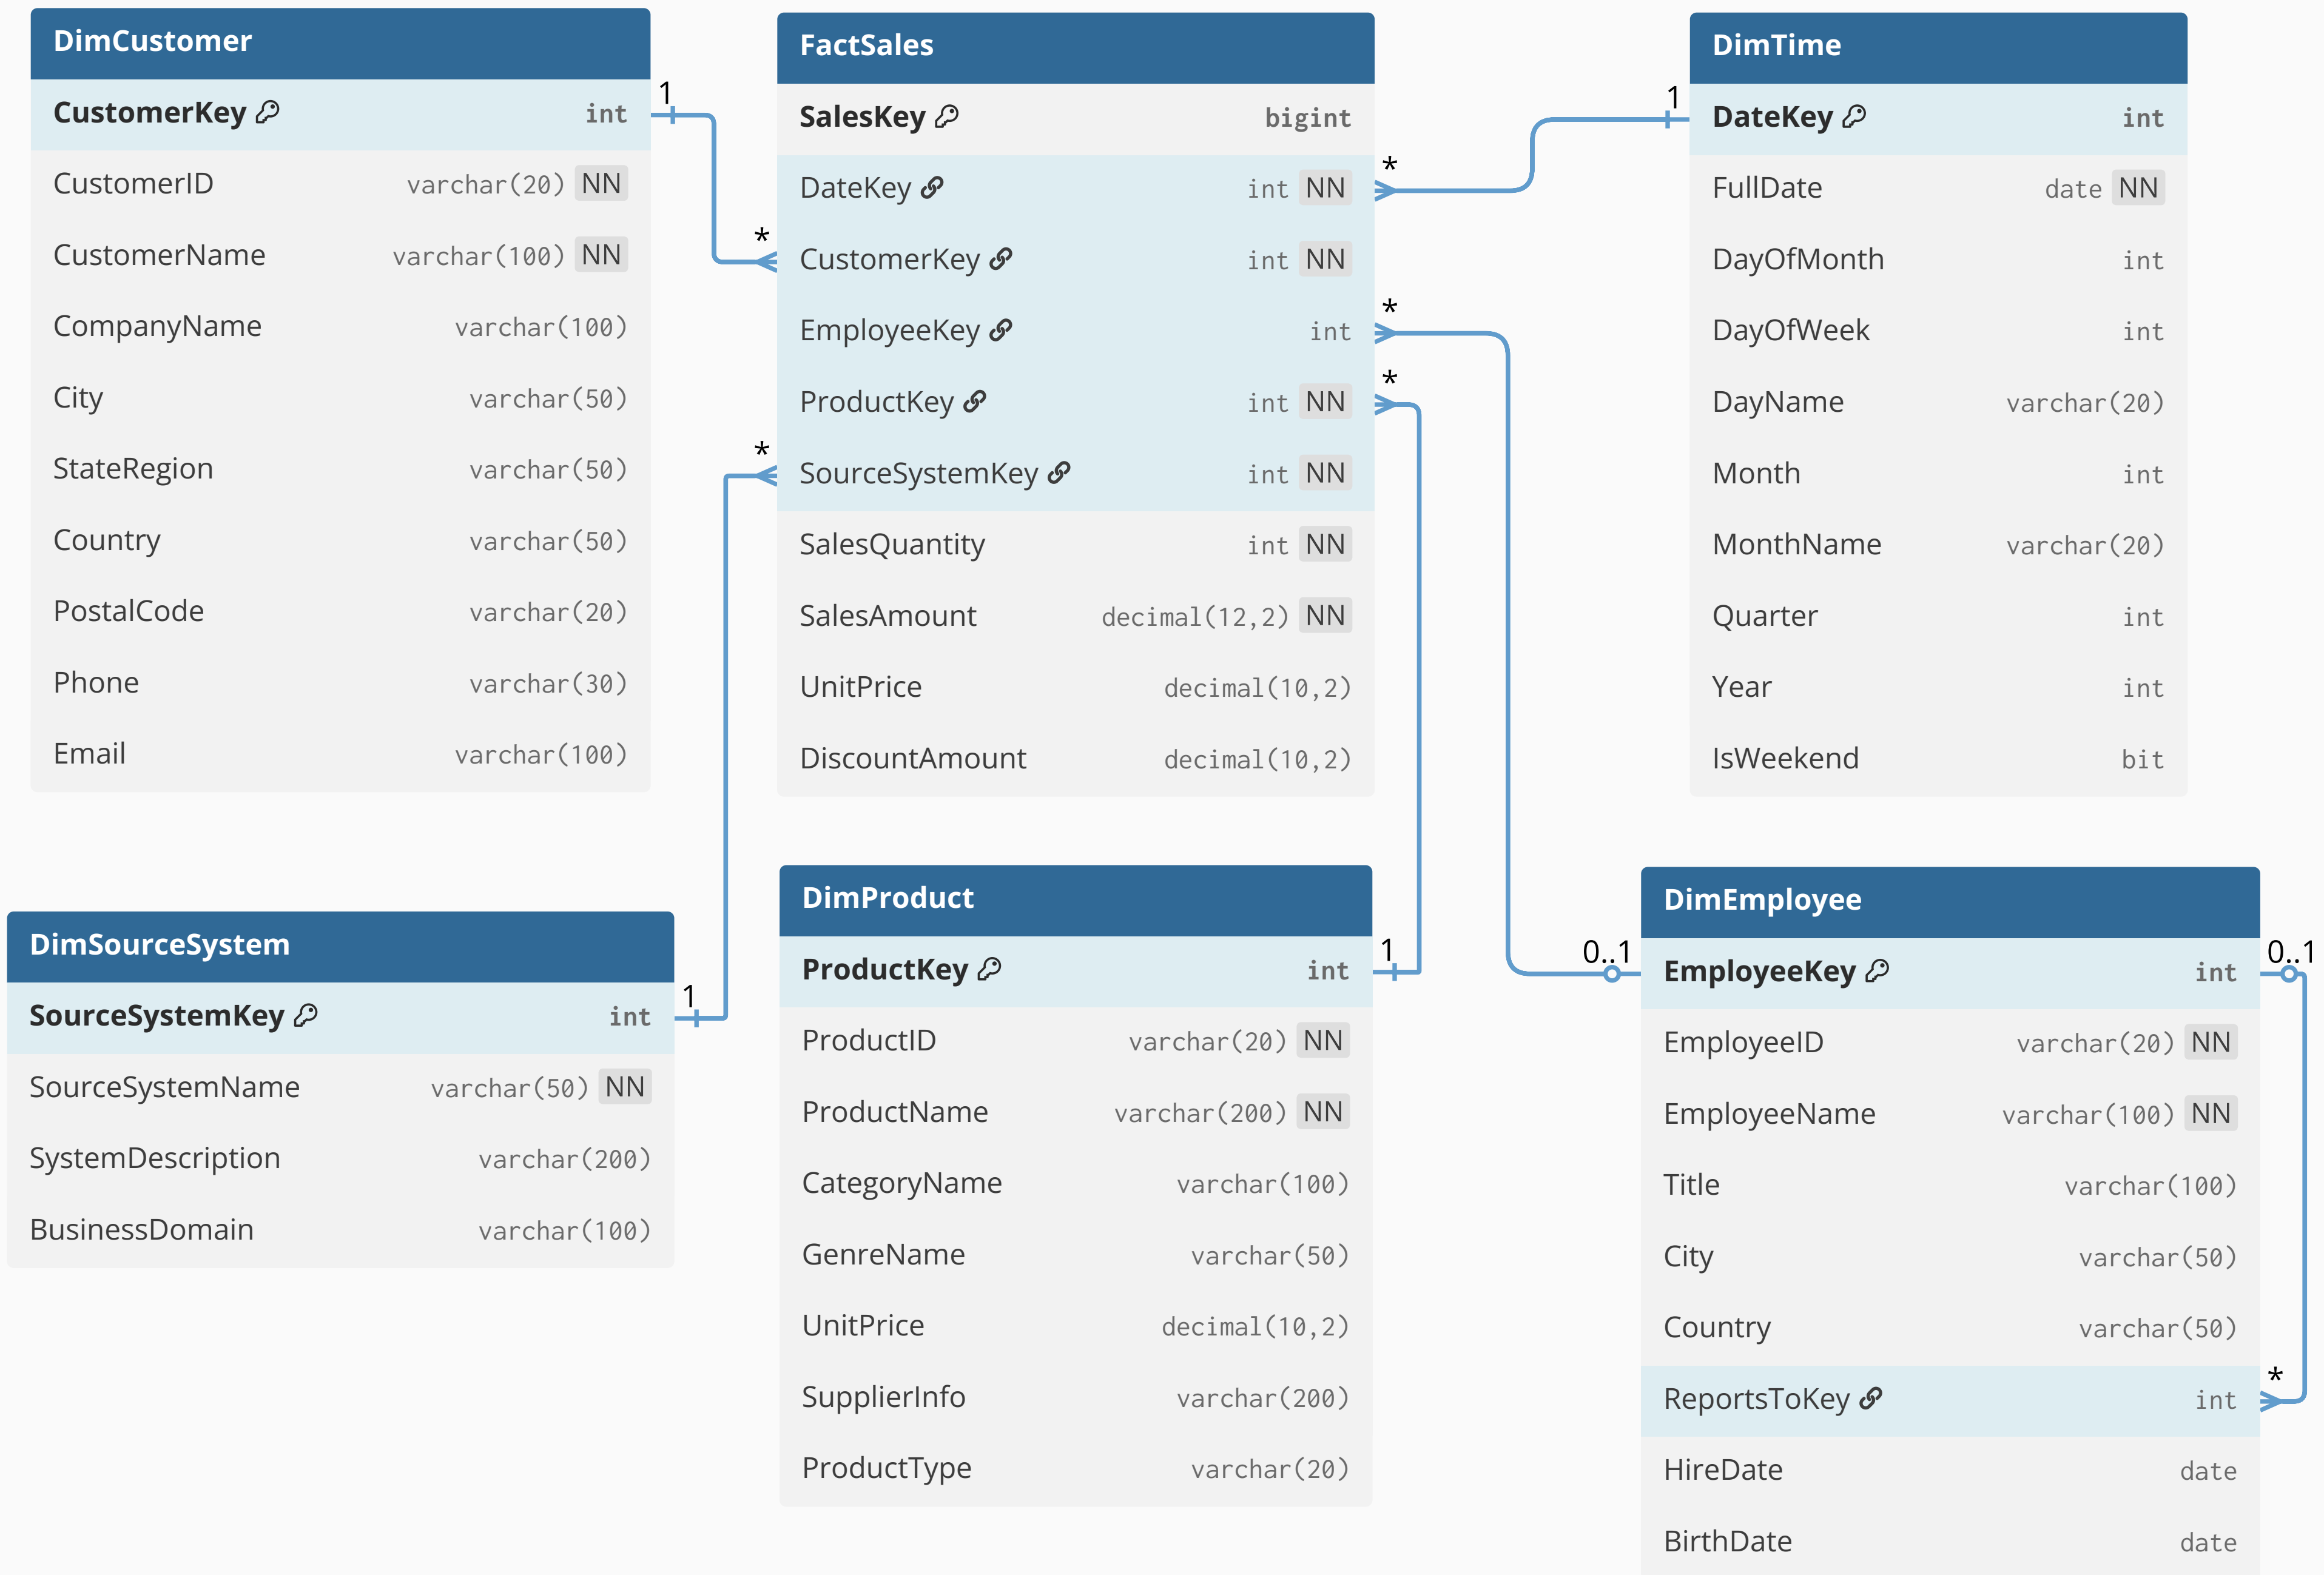 DimCustomer
1
CustomerKey int
CustomerID varchar(20) NN
CustomerName varchar(100) NN
CompanyName varchar(100)
City varchar(50)
StateRegion varchar(50)
Country varchar(50)
PostalCode varchar(20)
Phone varchar(30)
Email varchar(100)
FactSales
SalesKey bigint
* DateKey int NN
* CustomerKey int NN
* EmployeeKey int
* ProductKey int NN
* SourceSystemKey int NN
SalesQuantity int NN
SalesAmount decimal(12,2) NN
UnitPrice decimal(10,2)
DiscountAmount decimal(10,2)
DimTime
1
DateKey int
FullDate date NN
DayOfMonth int
DayOfWeek int
DayName varchar(20)
Month int
MonthName varchar(20)
Quarter int
Year int
IsWeekend bit
DimSourceSystem
1
SourceSystemKey int
SourceSystemName varchar(50) NN
SystemDescription varchar(200)
BusinessDomain varchar(100)
DimProduct
1
ProductKey int
ProductID varchar(20) NN
ProductName varchar(200) NN
CategoryName varchar(100)
GenreName varchar(50)
UnitPrice decimal(10,2)
SupplierInfo varchar(200)
ProductType varchar(20)
DimEmployee
0..1 0..1
EmployeeKey int
EmployeeID varchar(20) NN
EmployeeName varchar(100) NN
Title varchar(100)
City varchar(50)
Country varchar(50)
*
ReportsToKey int
HireDate date
BirthDate date